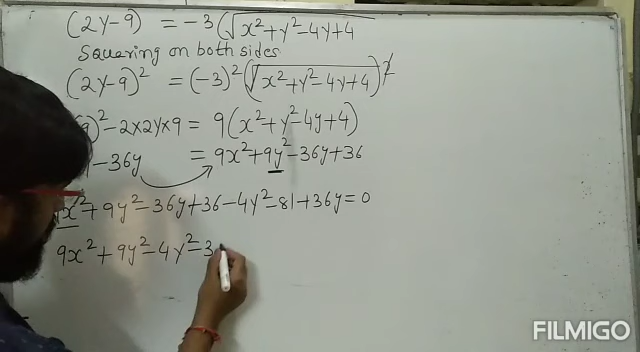 (2y-9) = -3(√x²+y²-4y+4
Squaring on both sides
(2y-9)² = (-3)² (√x²+y²-4y+4)²
)²-2×2y×9 = 9(x²+y²-4y+4)
-36y = 9x²+9y²-36y+36
x²+9y²-36y+36-4y²-81+36y=0
9x²+9y²-4y²-3
FILMIGO